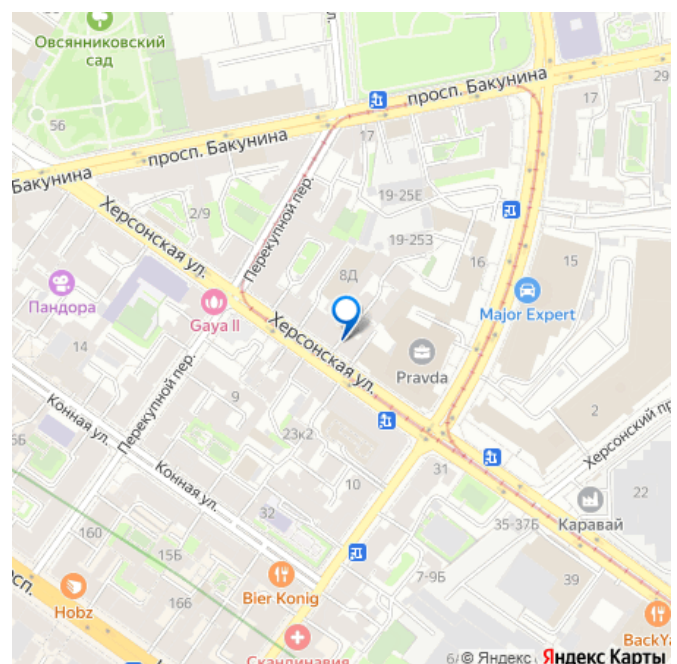 Овсянниковский
сад
просп. Бакунина
29
17
56
17
просп. Бакунина
Бакунина
Перекупной пер.
19-25Е
2/9
Херсонская ул.
19-253
8Д
16
15
Пандора
Gaya II
Major Expert
Херсонская ул.
Pravda
14
Перекупной пер.
9
2
Конная ул.
23к2
Херсонский пр
31
Конная ул.
10
22
32
35-37Б
Каравай
160
15Б
7-9Б
39
166
Bier Konig
Hobz
BackYa
Скандинавия
6/
© Яндекс
Яндекс Карты